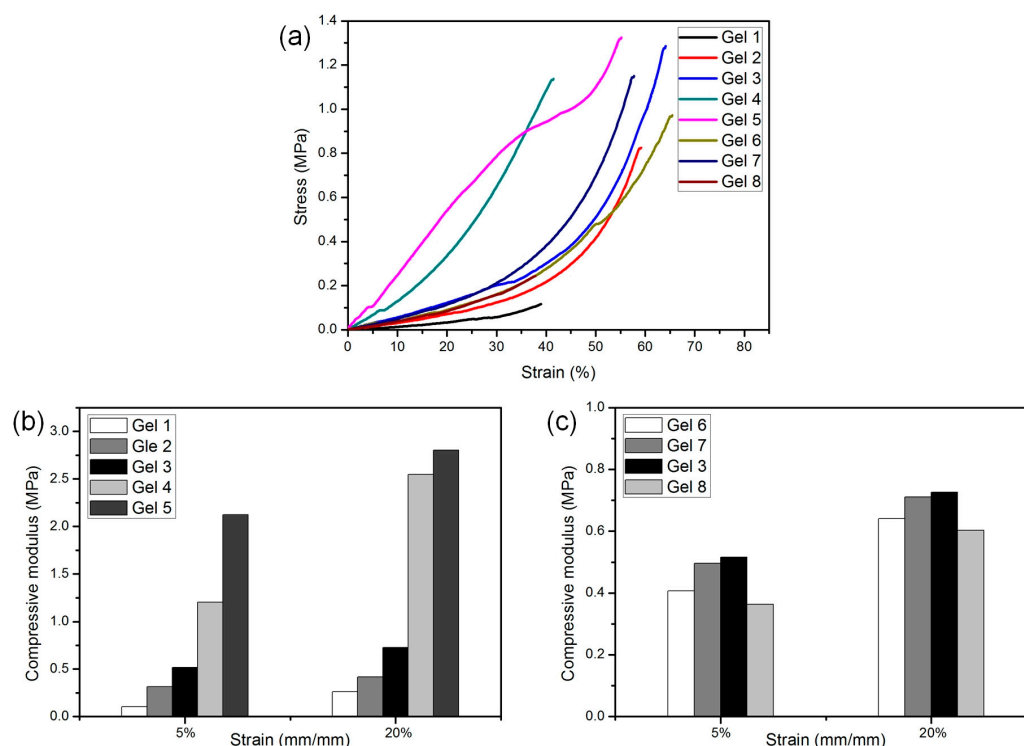 (a)
1.4
1.2
1.0
0.8
0.6
0.4
0.2
0.0
Stress (MPa)
0 10 20 30 40 50 60 70 80
Strain (%)
Gel 1
Gel 2
Gel 3
Gel 4
Gel 5
Gel 6
Gel 7
Gel 8
(b)
3.0
2.5
2.0
1.5
1.0
0.5
0.0
Compressive modulus (MPa)
Gel 1
Gle 2
Gel 3
Gel 4
Gel 5
5% 20%
Strain (mm/mm)
(c)
1.0
0.8
0.6
0.4
0.2
0.0
Compressive modulus (MPa)
Gel 6
Gel 7
Gel 3
Gel 8
5% 20%
Strain (mm/mm)